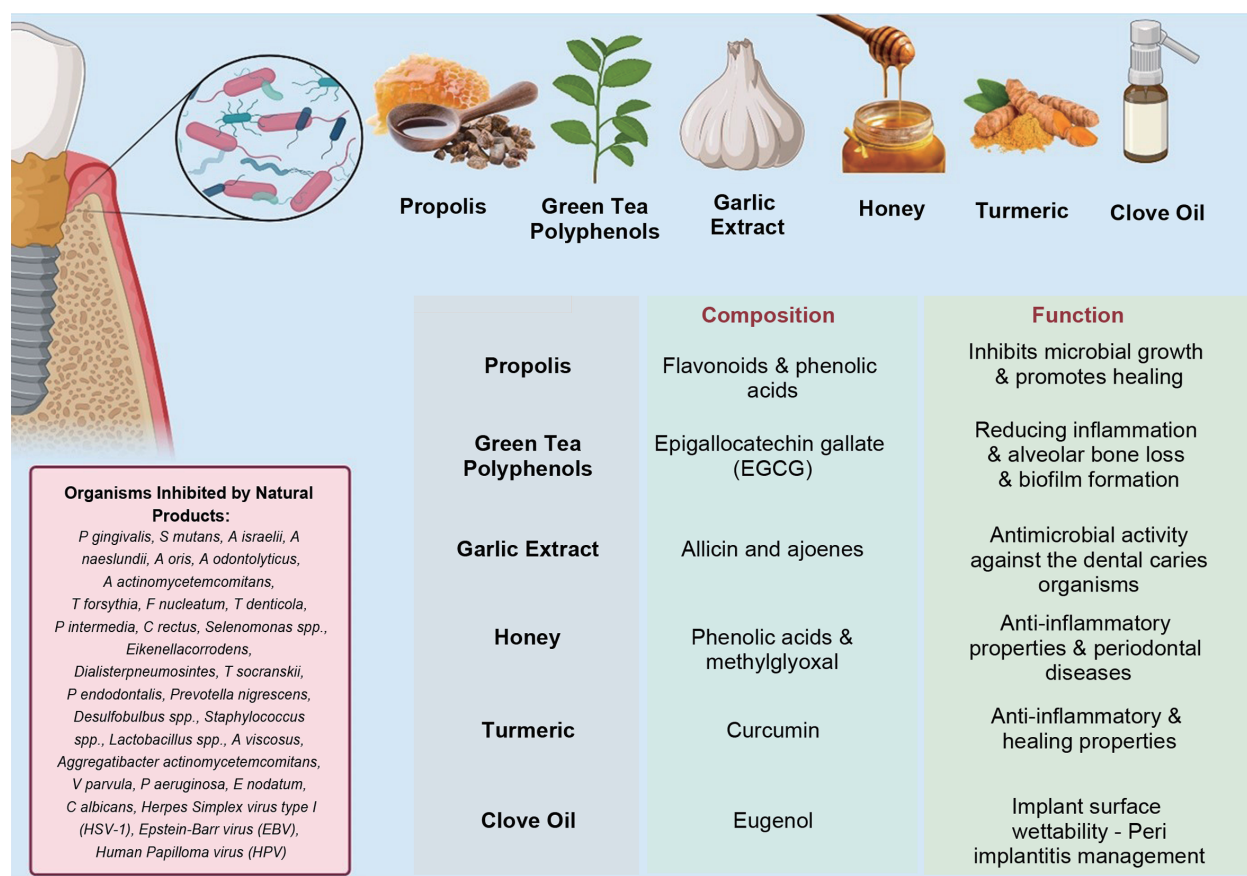 Propolis
Green Tea
Polyphenols
Garlic
Extract
Honey
Turmeric
Clove Oil
Composition
Function
Propolis
Flavonoids & phenolic
acids
Inhibits microbial growth
& promotes healing
Green Tea
Polyphenols
Epigallocatechin gallate
(EGCG)
Reducing inflammation
& alveolar bone loss
& biofilm formation
Garlic Extract
Allicin and ajoenes
Antimicrobial activity
against the dental caries
organisms
Honey
Phenolic acids &
methylglyoxal
Anti-inflammatory
properties & periodontal
diseases
Turmeric
Curcumin
Anti-inflammatory &
healing properties
Clove Oil
Eugenol
Implant surface
wettability - Peri
implantitis management
Organisms Inhibited by Natural
Products:
P gingivalis, S mutans, A israelii, A
naeslundii, A oris, A odontolyticus,
A actinomycetemcomitans,
T forsythia, F nucleatum, T denticola,
P intermedia, C rectus, Selenomonas spp.,
Eikenellacorrodens,
Dialisterpneumosintes, T socranskii,
P endodontalis, Prevotella nigrescens,
Desulfobulbus spp., Staphylococcus
spp., Lactobacillus spp., A viscosus,
Aggregatibacter actinomycetemcomitans,
V parvula, P aeruginosa, E nodatum,
C albicans, Herpes Simplex virus type I
(HSV-1), Epstein-Barr virus (EBV),
Human Papilloma virus (HPV)